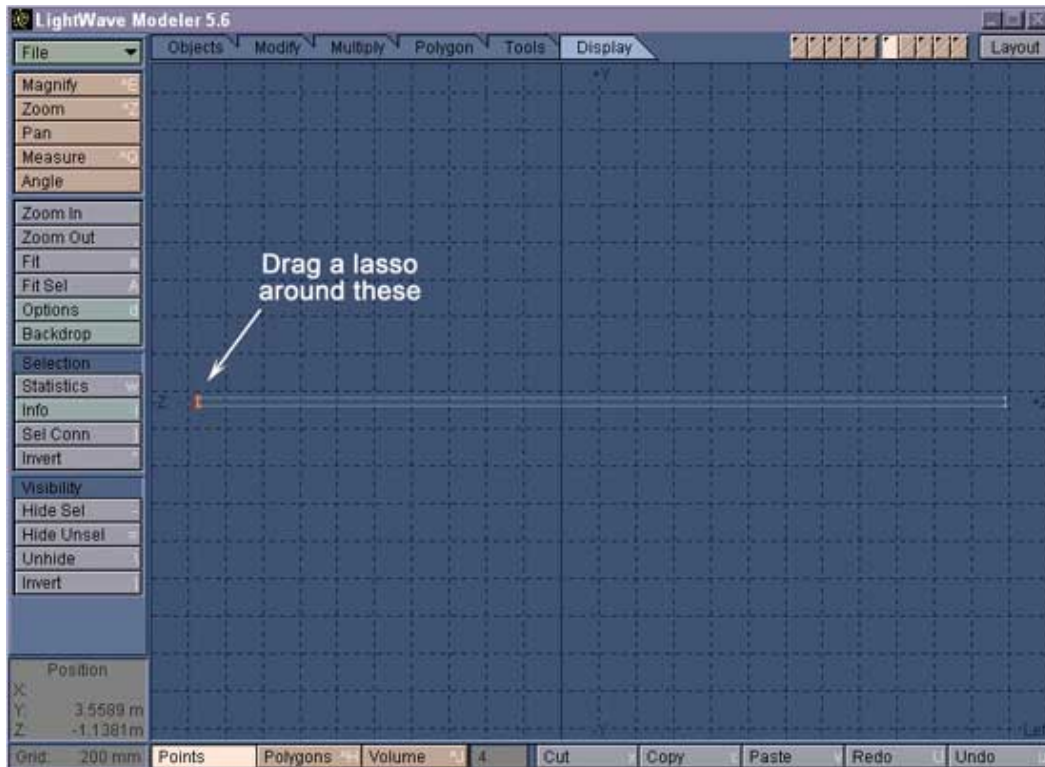 LightWave Modeler 5.6
File
Objects Modify Multiply Polygon Tools Display Layout
Magnify ^E
Zoom ^Z
Pan
Measure ^Q
Angle
Zoom In
Zoom Out
Fit a
Fit Sel A
Options d
Backdrop
Selection
Statistics w
Info i
Sel Conn ]
Invert "
Visibility
Hide Sel -
Hide Unsel =
Unhide \
Invert |
+Y
Drag a lasso
around these
-Z
+Z
-Y
Position
X:
Y: 3.5589 m
Z: -1.1381m
Grid: 200 mm Points Polygons ^H Volume ^J 4 Cut x Copy c Paste v Redo U Undo u